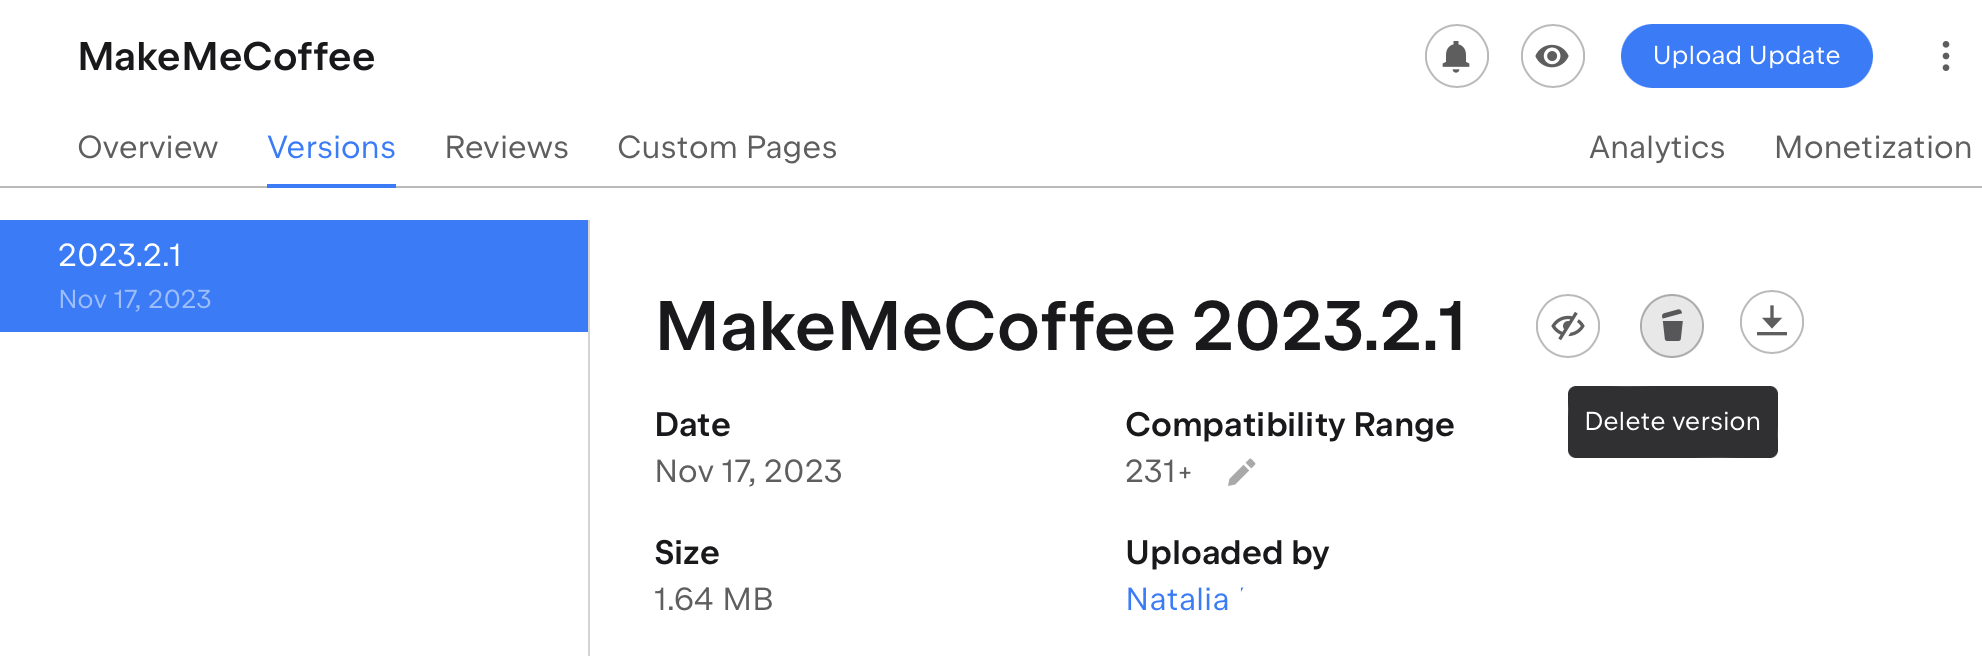 MakeMeCoffee
Upload Update
Overview Versions Reviews Custom Pages Analytics Monetization
2023.2.1
Nov 17, 2023
MakeMeCoffee 2023.2.1
Delete version
Date
Nov 17, 2023
Compatibility Range
231+
Size
1.64 MB
Uploaded by
Natalia